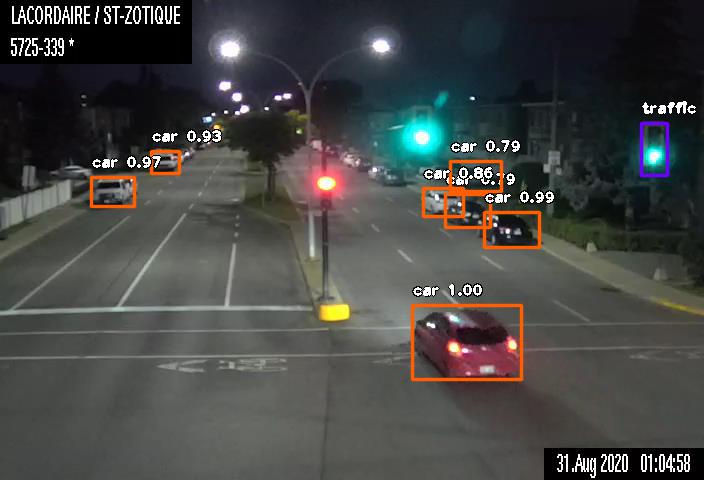 LACORDAIRE / ST-ZOTIQUE
5725-339 *
traffic
car 0.93
car 0.79
car 0.97
car 0.86
car 0.99
car 1.00
31.Aug 2020 01:04:58